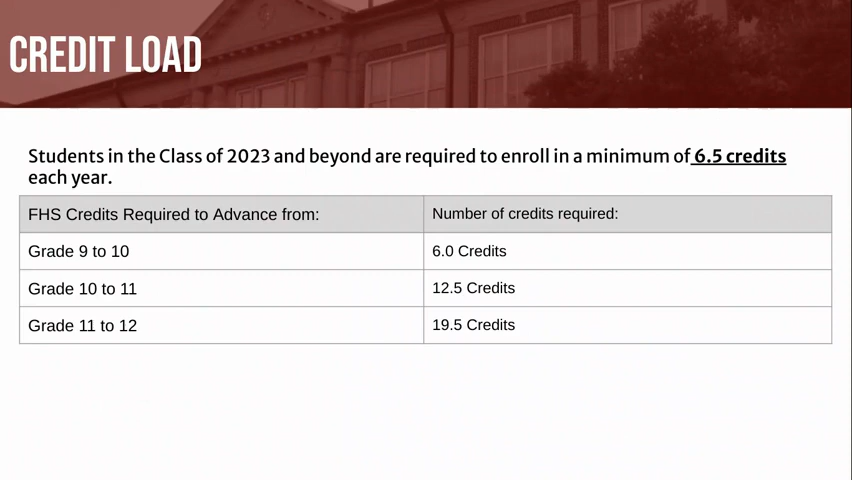 CREDIT LOAD
Students in the Class of 2023 and beyond are required to enroll in a minimum of 6.5 credits
each year.
FHS Credits Required to Advance from: Number of credits required:
Grade 9 to 10 6.0 Credits
Grade 10 to 11 12.5 Credits
Grade 11 to 12 19.5 Credits